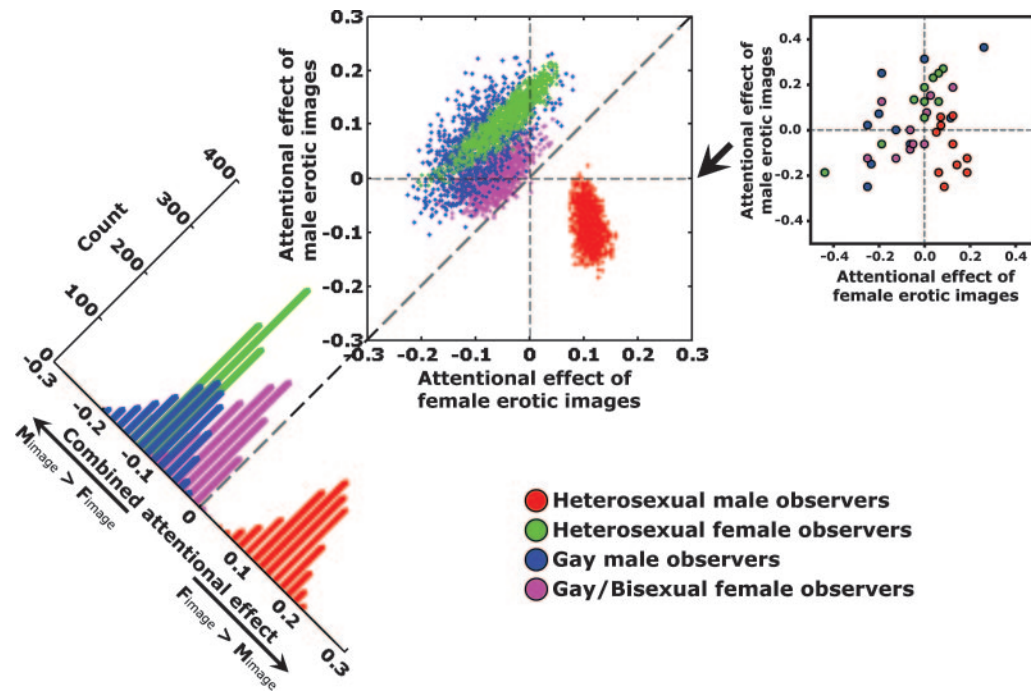 0.3
0.2
0.1
0
-0.1
-0.2
-0.3
Attentional effect of
male erotic images
-0.3
-0.2
-0.1
0
0.1
0.2
0.3
Attentional effect of
female erotic images
0.4
0.2
0.0
-0.2
-0.4
Attentional effect of
male erotic images
-0.4
-0.2
0.0
0.2
0.4
Attentional effect of
female erotic images
400
300
200
100
0
Count
-0.3
-0.2
-0.1
0
0.1
0.2
0.3
Combined attentional effect
Mimage > Fimage
Fimage > Mimage
Heterosexual male observers
Heterosexual female observers
Gay male observers
Gay/Bisexual female observers